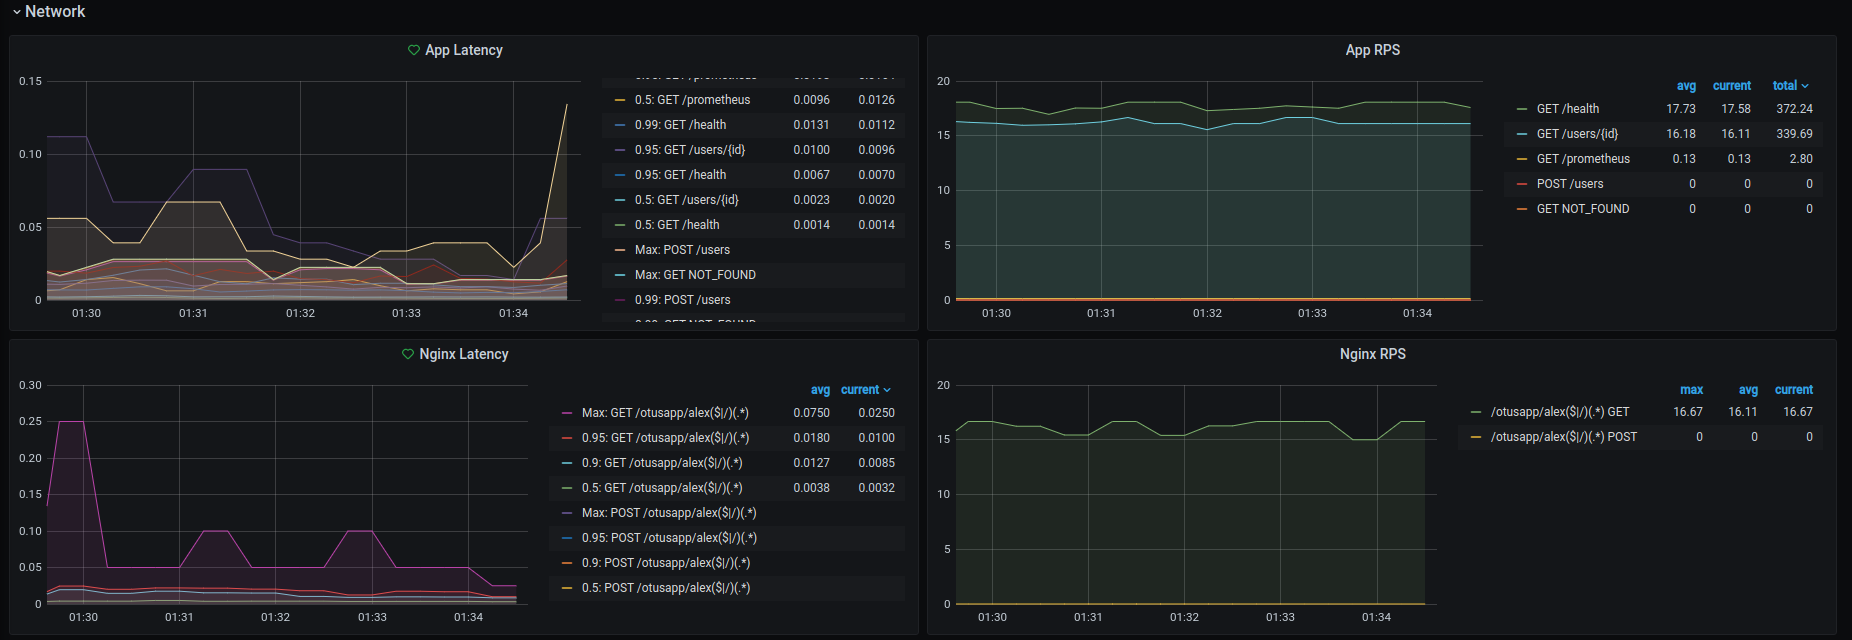 Network
App Latency
0.15
0.10
0.05
0
01:30 01:31 01:32 01:33 01:34
0.5: GET /prometheus 0.0096 0.0126
0.99: GET /health 0.0131 0.0112
0.95: GET /users/{id} 0.0100 0.0096
0.95: GET /health 0.0067 0.0070
0.5: GET /users/{id} 0.0023 0.0020
0.5: GET /health 0.0014 0.0014
Max: POST /users
Max: GET NOT_FOUND
0.99: POST /users
App RPS
20
15
10
5
0
01:30 01:31 01:32 01:33 01:34
avg current total
GET /health 17.73 17.58 372.24
GET /users/{id} 16.18 16.11 339.69
GET /prometheus 0.13 0.13 2.80
POST /users 0 0 0
GET NOT_FOUND 0 0 0
Nginx Latency
0.30
0.25
0.20
0.15
0.10
0.05
0
01:30 01:31 01:32 01:33 01:34
avg current
Max: GET /otusapp/alex($|/)(.*) 0.0750 0.0250
0.95: GET /otusapp/alex($|/)(.*) 0.0180 0.0100
0.9: GET /otusapp/alex($|/)(.*) 0.0127 0.0085
0.5: GET /otusapp/alex($|/)(.*) 0.0038 0.0032
Max: POST /otusapp/alex($|/)(.*)
0.95: POST /otusapp/alex($|/)(.*)
0.9: POST /otusapp/alex($|/)(.*)
0.5: POST /otusapp/alex($|/)(.*)
Nginx RPS
20
15
10
5
0
01:30 01:31 01:32 01:33 01:34
max avg current
/otusapp/alex($|/)(.*) GET 16.67 16.11 16.67
/otusapp/alex($|/)(.*) POST 0 0 0